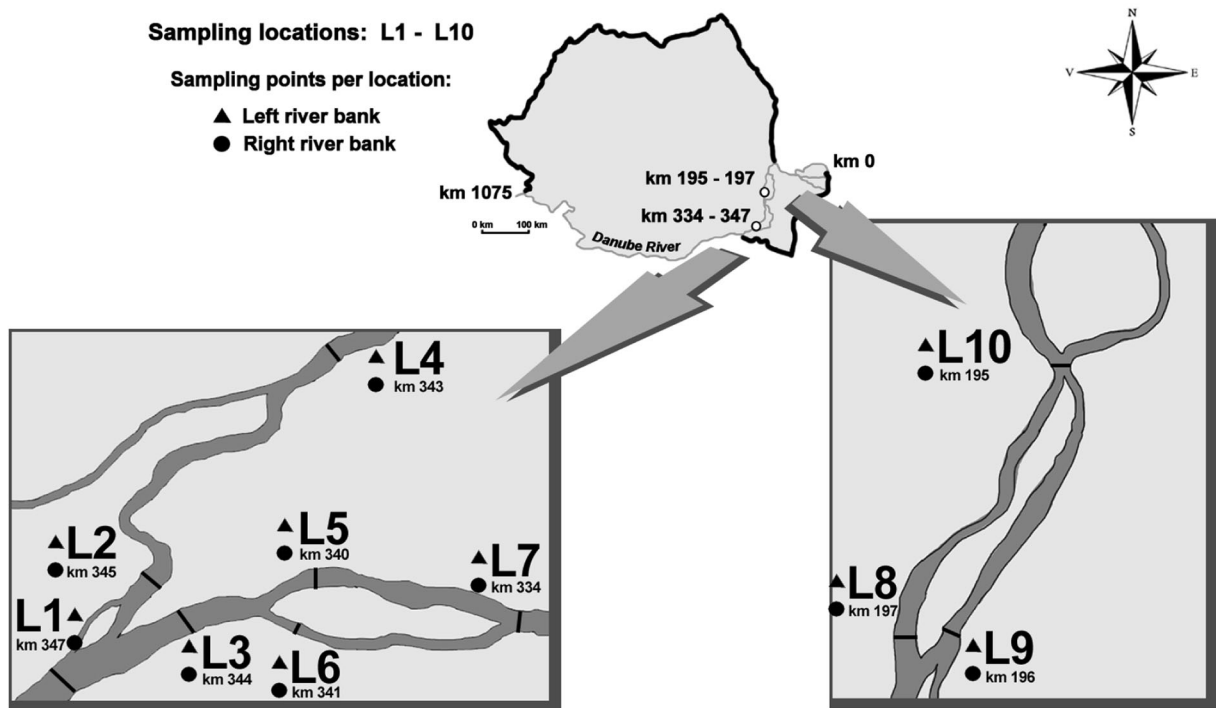 Sampling locations: L1 - L10
Sampling points per location:
▲ Left river bank
● Right river bank
N
V
E
S
km 0
km 195 - 197
km 1075
km 334 - 347
0 km 100 km
Danube River
L4
km 343
L2
km 345
L5
km 340
L7
km 334
L1
km 347
L3
km 344
L6
km 341
L10
km 195
L8
km 197
L9
km 196